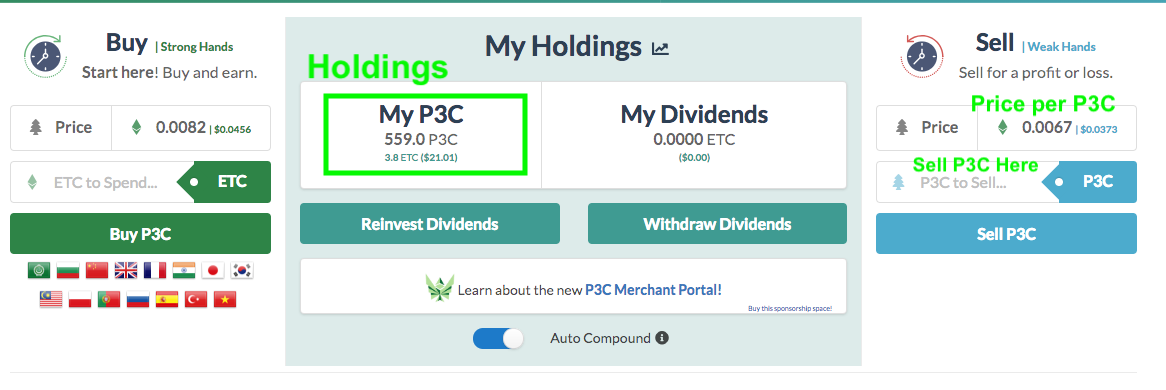 Buy | Strong Hands
Start here! Buy and earn.
Price
0.0082 | $0.0456
ETC to Spend...
ETC
Buy P3C
My Holdings
Holdings
My P3C
559.0 P3C
3.8 ETC ($21.01)
My Dividends
0.0000 ETC
($0.00)
Reinvest Dividends
Withdraw Dividends
Learn about the new P3C Merchant Portal!
Buy this sponsorship space!
Auto Compound
Sell | Weak Hands
Sell for a profit or loss.
Price per P3C
Price
0.0067 | $0.0373
Sell P3C Here
P3C to Sell...
P3C
Sell P3C